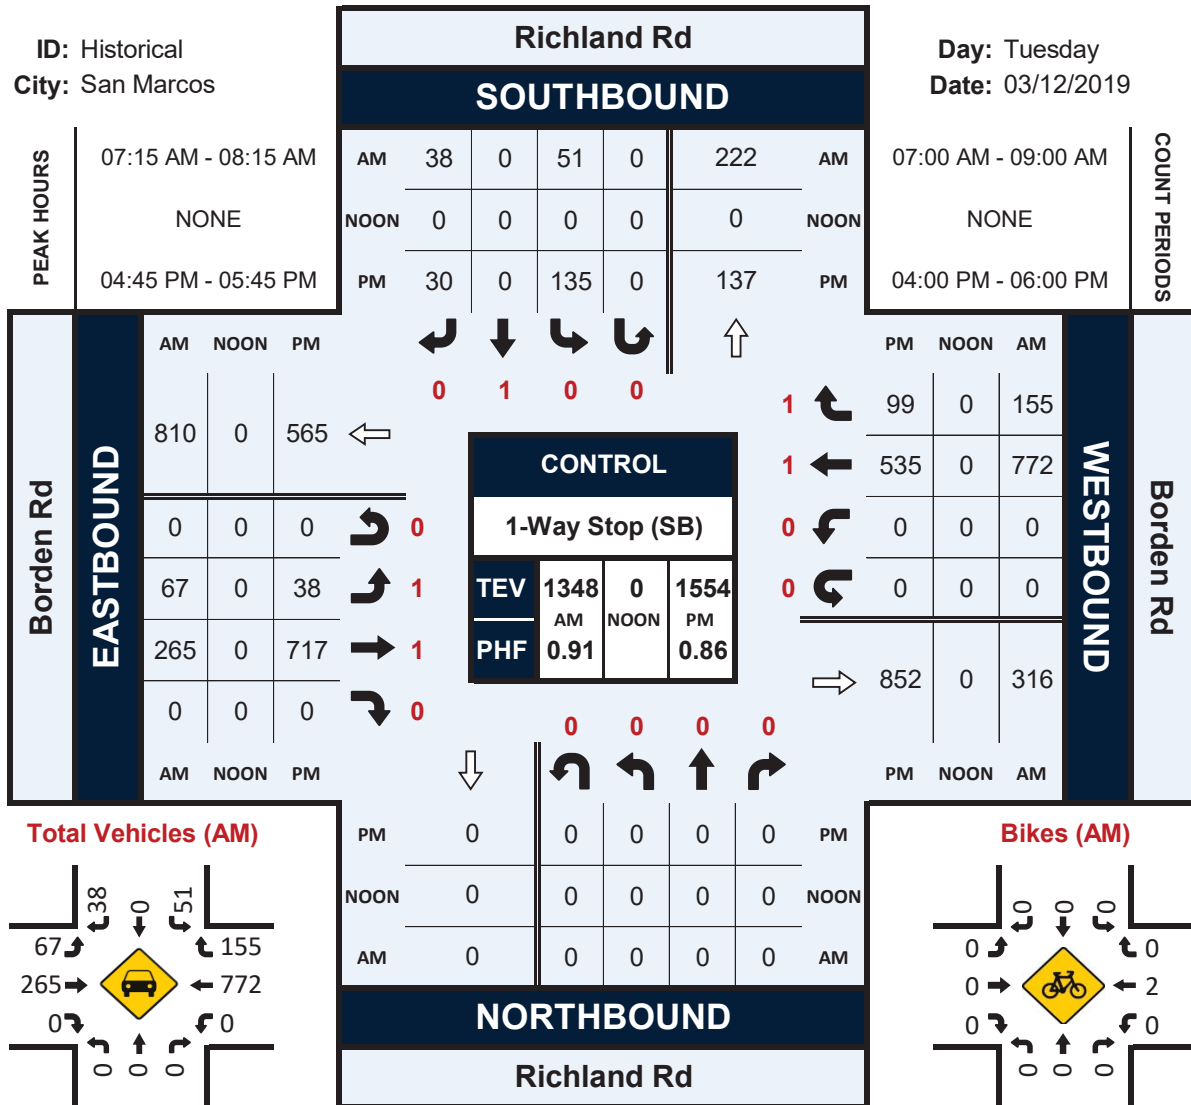 Richland Rd
ID: Historical
City: San Marcos
Day: Tuesday
Date: 03/12/2019
SOUTHBOUND
PEAK HOURS
07:15 AM - 08:15 AM
NONE
04:45 PM - 05:45 PM
AM 38 0 51 0 222 AM
NOON 0 0 0 0 0 NOON
PM 30 0 135 0 137 PM
07:00 AM - 09:00 AM
NONE
04:00 PM - 06:00 PM
COUNT PERIODS
0 1 0 0
Borden Rd
EASTBOUND
AM NOON PM
810 0 565
0 0 0 0
67 0 38 1
265 0 717 1
0 0 0 0
AM NOON PM
CONTROL
1-Way Stop (SB)
TEV 1348 0 1554
AM NOON PM
PHF 0.91 0.86
PM NOON AM
1 99 0 155
1 535 0 772
0 0 0 0
0 0 0 0
852 0 316
PM NOON AM
WESTBOUND
Borden Rd
0 0 0 0
PM 0 0 0 0 0 PM
NOON 0 0 0 0 0 NOON
AM 0 0 0 0 0 AM
NORTHBOUND
Richland Rd
Total Vehicles (AM)
38 0 51
67 155
265 772
0 0
0 0 0
Bikes (AM)
0 0 0
0 0
0 2
0 0
0 0 0